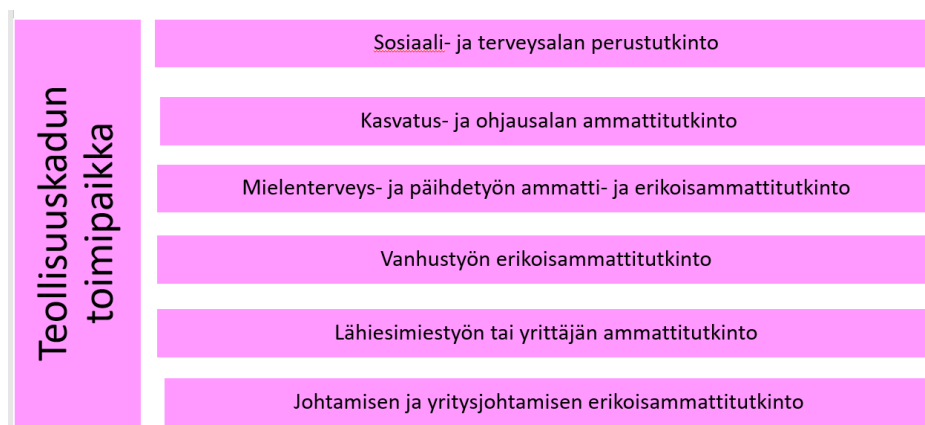 Teollisuuskadun
toimipaikka
Sosiaali- ja terveysalan perustutkinto
Kasvatus- ja ohjausalan ammattitutkinto
Mielenterveys- ja päihdetyön ammatti- ja erikoisammattitutkinto
Vanhustyön erikoisammattitutkinto
Lähiesimiestyön tai yrittäjän ammattitutkinto
Johtamisen ja yritysjohtamisen erikoisammattitutkinto